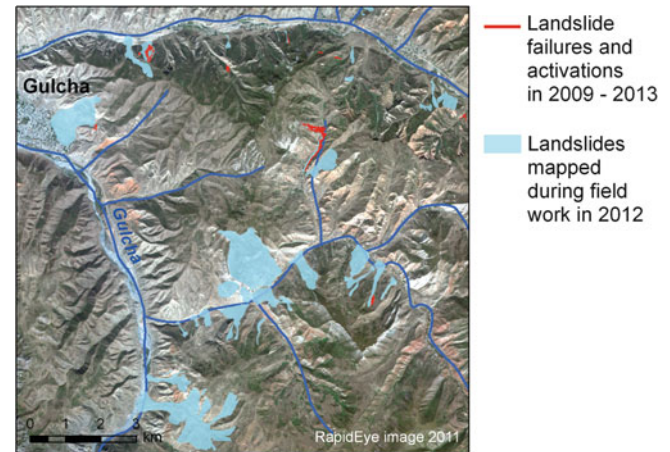 Gulcha
Gulcha
0 1 2 3
km
RapidEye image 2011
Landslide
failures and
activations
in 2009 - 2013
Landslides
mapped
during field
work in 2012